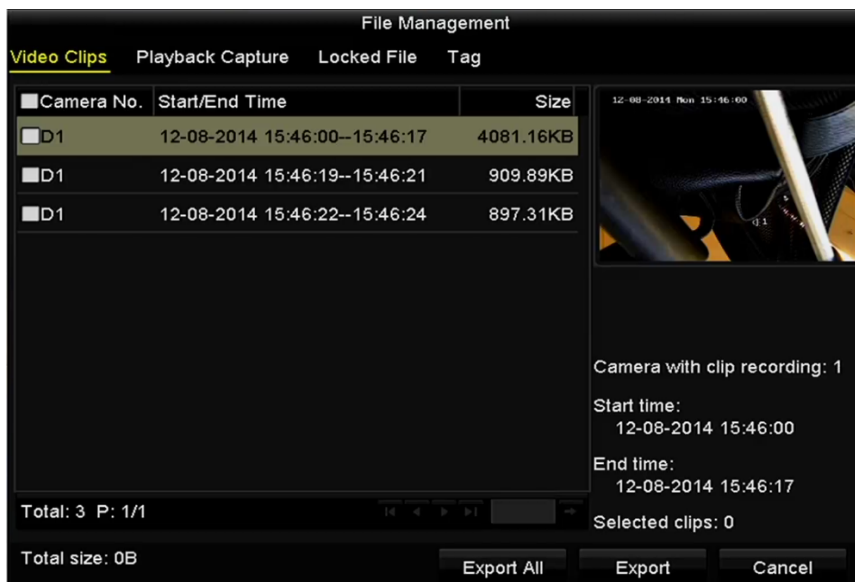 File Management
Video Clips Playback Capture Locked File Tag
Camera No. Start/End Time Size
D1 12-08-2014 15:46:00--15:46:17 4081.16KB
D1 12-08-2014 15:46:19--15:46:21 909.89KB
D1 12-08-2014 15:46:22--15:46:24 897.31KB
12-08-2014 Mon 15:46:00
Camera with clip recording: 1
Start time:
12-08-2014 15:46:00
End time:
12-08-2014 15:46:17
Selected clips: 0
Total: 3 P: 1/1
Total size: 0B
Export All Export Cancel